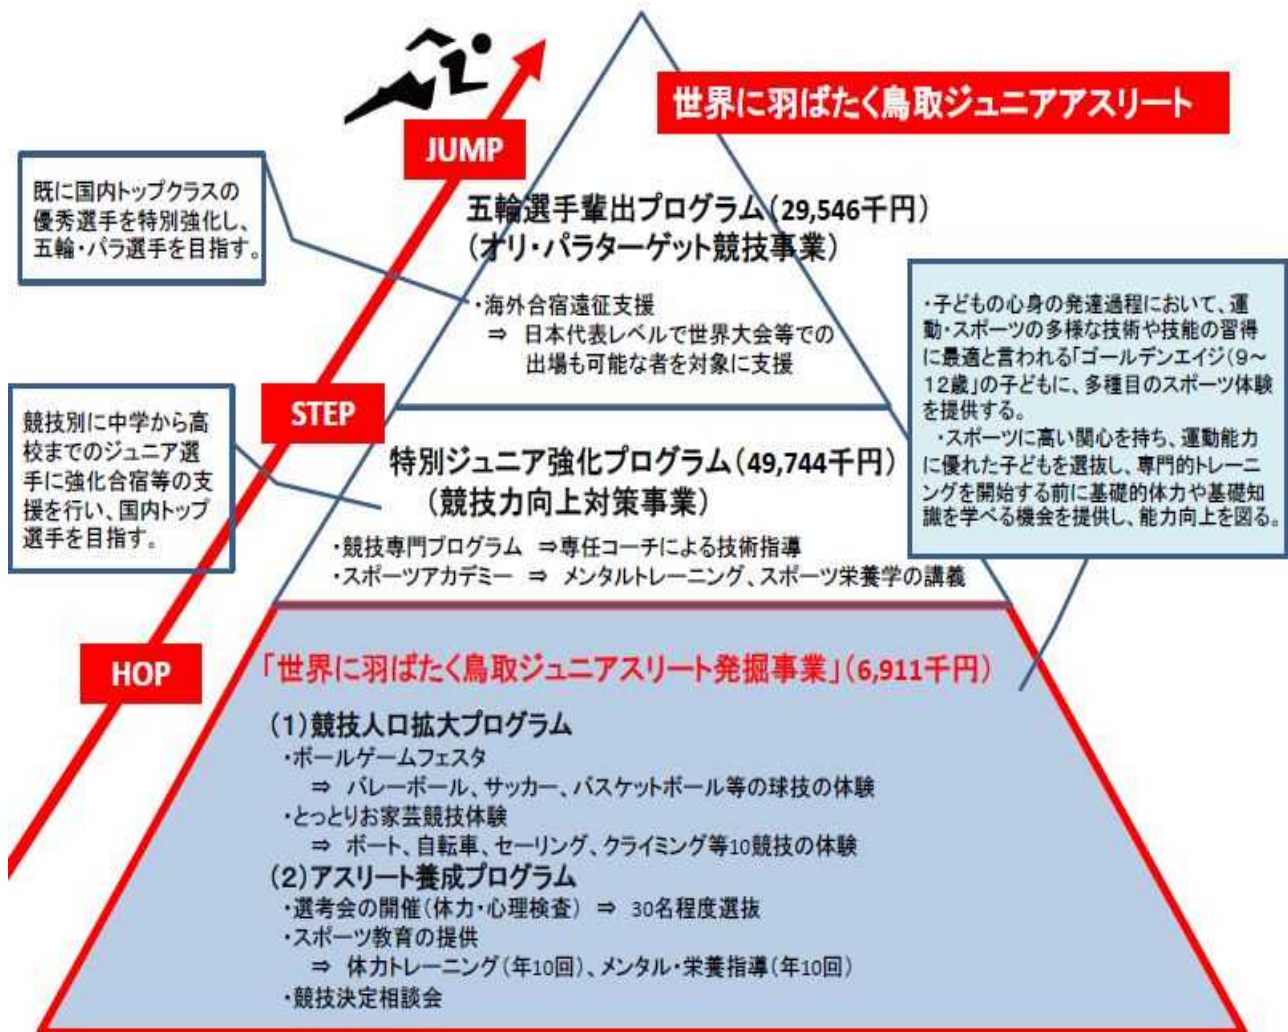 世界に羽ばたく鳥取ジュニアアスリート
JUMP
既に国内トップクラスの
優秀選手を特別強化し、
五輪・パラ選手を目指す。
五輪選手輩出プログラム(29,546千円)
(オリ・パラターゲット競技事業)
・海外合宿遠征支援
⇒ 日本代表レベルで世界大会等での
出場も可能な者を対象に支援
・子どもの心身の発達過程において、運
動・スポーツの多様な技術や技能の習得
に最適と言われる「ゴールデンエイジ(9～
12歳」の子どもに、多種目のスポーツ体験
を提供する。
・スポーツに高い関心を持ち、運動能力
に優れた子どもを選抜し、専門的トレーニ
ングを開始する前に基礎的体力や基礎知
識を学べる機会を提供し、能力向上を図る。
STEP
競技別に中学から高
校までのジュニア選
手に強化合宿等の支
援を行い、国内トップ
選手を目指す。
特別ジュニア強化プログラム(49,744千円)
(競技力向上対策事業)
・競技専門プログラム ⇒専任コーチによる技術指導
・スポーツアカデミー ⇒ メンタルトレーニング、スポーツ栄養学の講義
HOP
「世界に羽ばたく鳥取ジュニアスリート発掘事業」(6,911千円)
(1)競技人口拡大プログラム
・ボールゲームフェスタ
⇒ バレーボール、サッカー、バスケットボール等の球技の体験
・とっとりお家芸競技体験
⇒ ボート、自転車、セーリング、クライミング等10競技の体験
(2)アスリート養成プログラム
・選考会の開催(体力・心理検査) ⇒ 30名程度選抜
・スポーツ教育の提供
⇒ 体力トレーニング(年10回)、メンタル・栄養指導(年10回)
・競技決定相談会